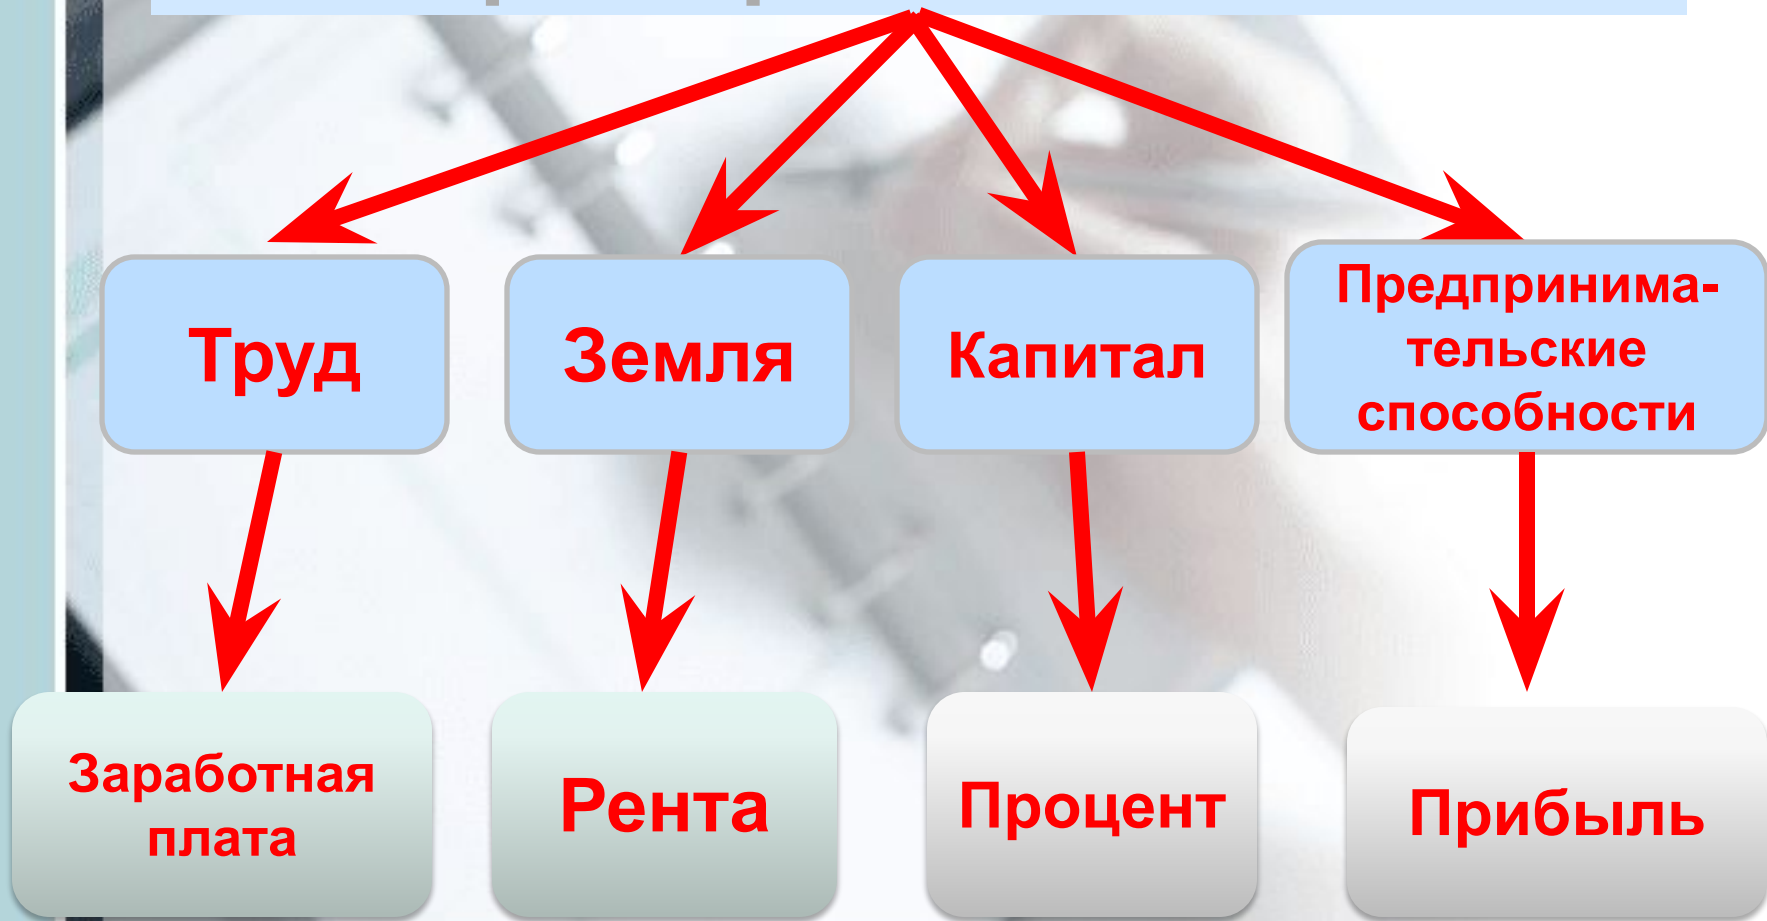 Труд
Земля
Капитал
Предпринима-
тельские
способности
Заработная
плата
Рента
Процент
Прибыль